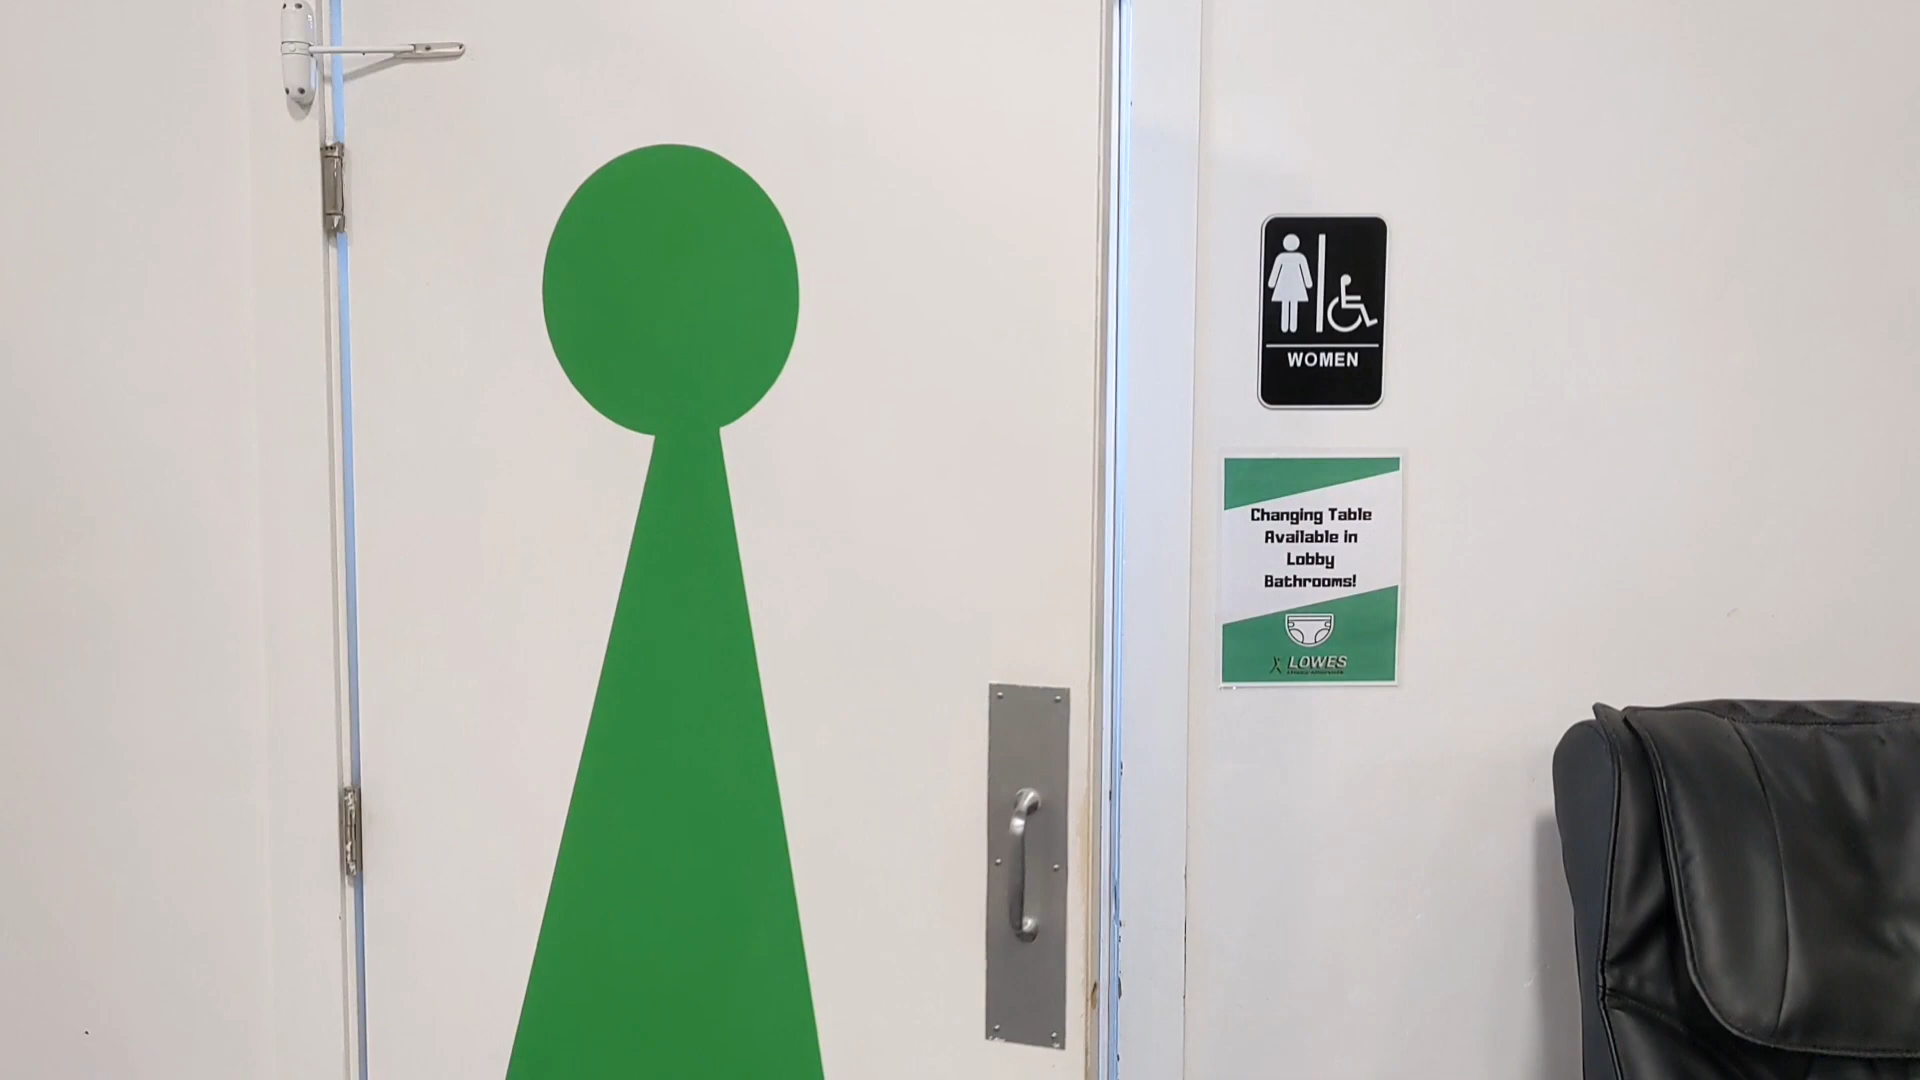 WOMEN
Changing Table
Available in
Lobby
Bathrooms!
LOWES